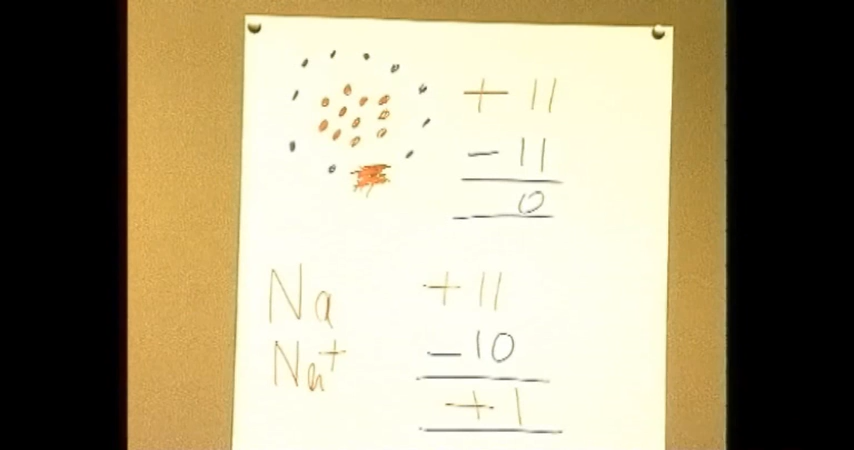 + 11
- 11
0
Na + 11
Na+ - 10
+ 1